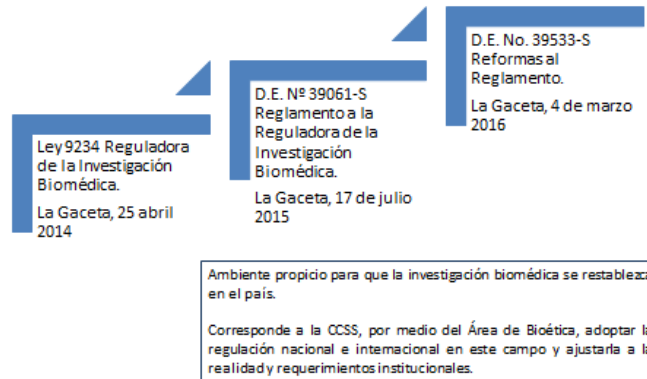 Ley 9234 Reguladora
de la Investigación
Biomédica.
La Gaceta, 25 abril
2014
D.E. Nº 39061-S
Reglamento a la
Reguladora de la
Investigación
Biomédica.
La Gaceta, 17 de julio
2015
D.E. No. 39533-S
Reformas al
Reglamento.
La Gaceta, 4 de marzo
2016
Ambiente propicio para que la investigación biomédica se restablezca
en el país.
Corresponde a la CCSS, por medio del Área de Bioética, adoptar la
regulación nacional e internacional en este campo y ajustarla a la
realidad y requerimientos institucionales.